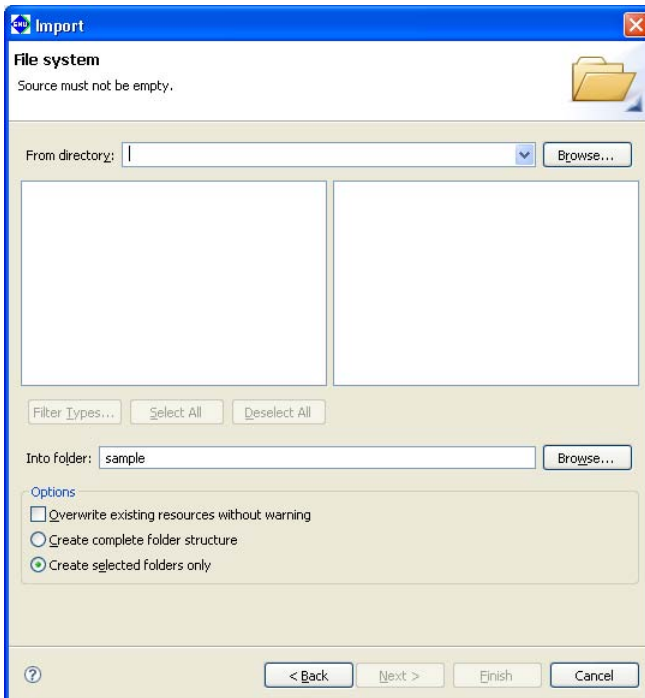 GNU Import
File system
Source must not be empty.
From directory:
Browse...
Filter Types...
Select All
Deselect All
Into folder:
sample
Browse...
Options
Overwrite existing resources without warning
Create complete folder structure
Create selected folders only
?
< Back
Next >
Finish
Cancel